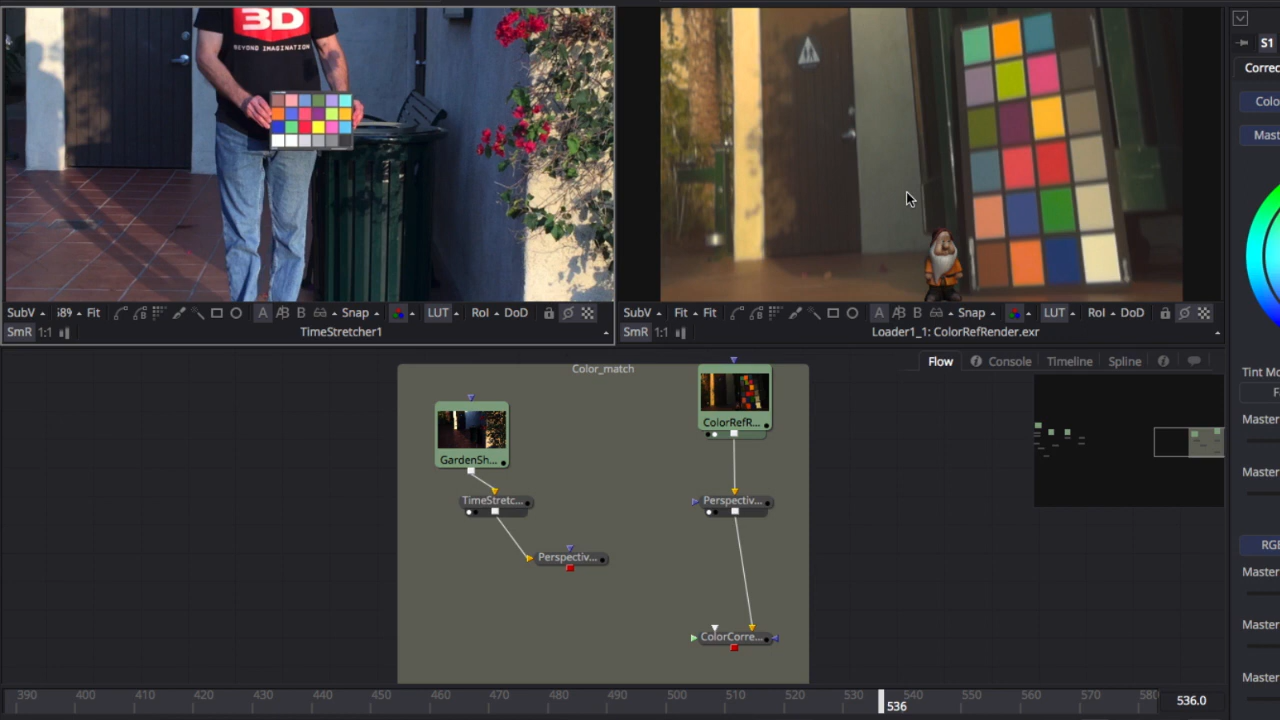 3D
BEYOND IMAGINATION
S1
Correc
Colo
Mast
SubV 189 Fit A A/B B Snap LUT RoI DoD
SmR 1:1 TimeStretcher1
SubV Fit Fit A A/B B Snap LUT RoI DoD
SmR 1:1 Loader1_1: ColorRefRender.exr
Color_match
Flow Console Timeline Spline
Tint Mo
F
Master
Master
RGE
Master
Master
Master
ColorRefR...
GardenSh...
TimeStretc...
Perspectiv...
Perspectiv...
ColorCorre...
390 400 410 420 430 440 450 460 470 480 490 500 510 520 530 540 550 560 570 580
536
536.0